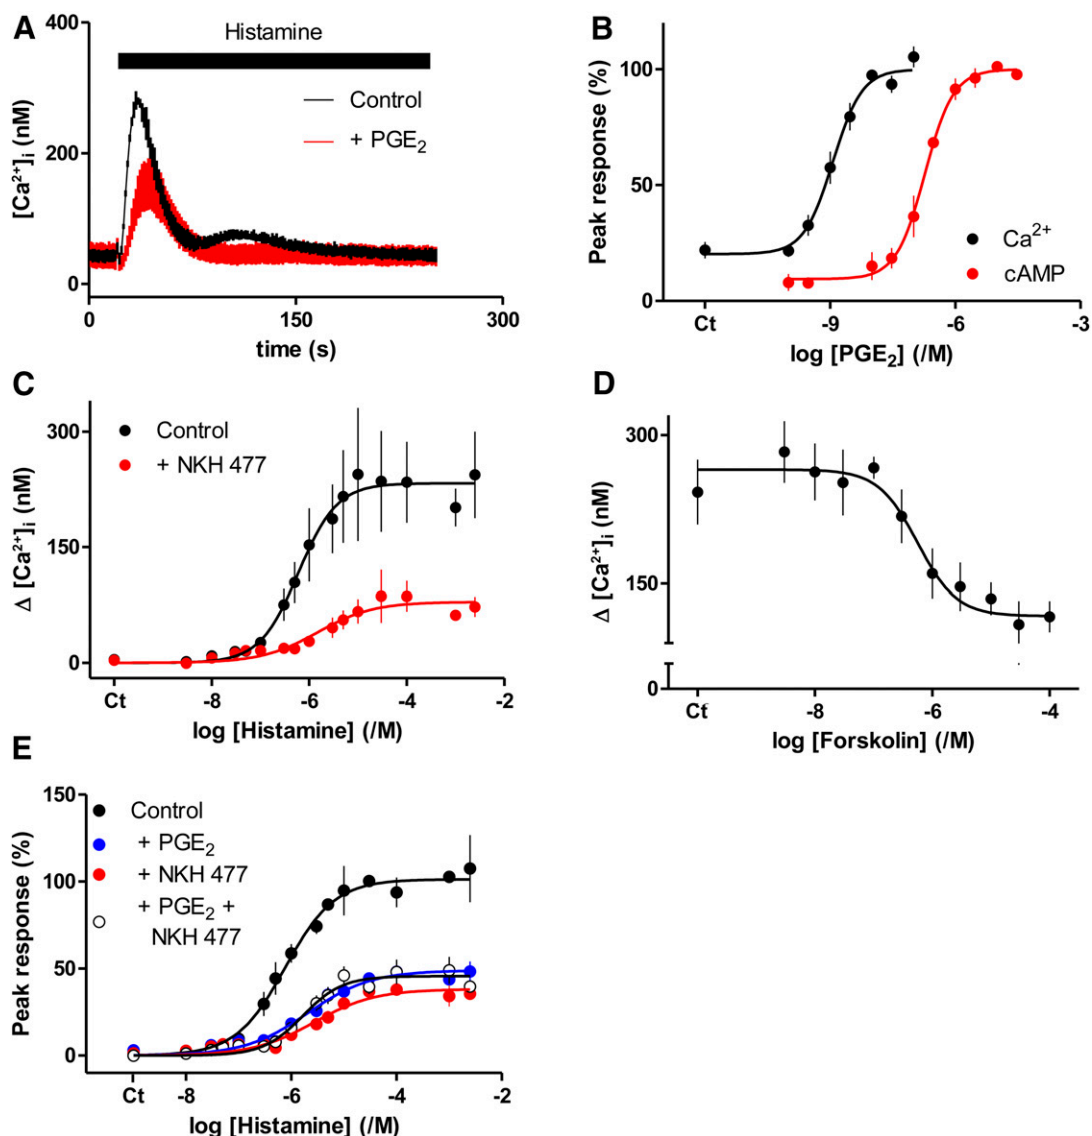 A
400
200
0
[Ca²⁺]ᵢ (nM)
Histamine
Control
+ PGE₂
0 150 300
time (s)
B
100
50
0
Peak response (%)
Ca²⁺
cAMP
Ct -9 -6 -3
log [PGE₂] (/M)
C
300
150
0
Δ [Ca²⁺]ᵢ (nM)
Control
+ NKH 477
Ct -8 -6 -4 -2
log [Histamine] (/M)
D
300
150
0
Δ [Ca²⁺]ᵢ (nM)
Ct -8 -6 -4
log [Forskolin] (/M)
E
150
100
50
0
Peak response (%)
Control
+ PGE₂
+ NKH 477
+ PGE₂ +
NKH 477
Ct -8 -6 -4 -2
log [Histamine] (/M)